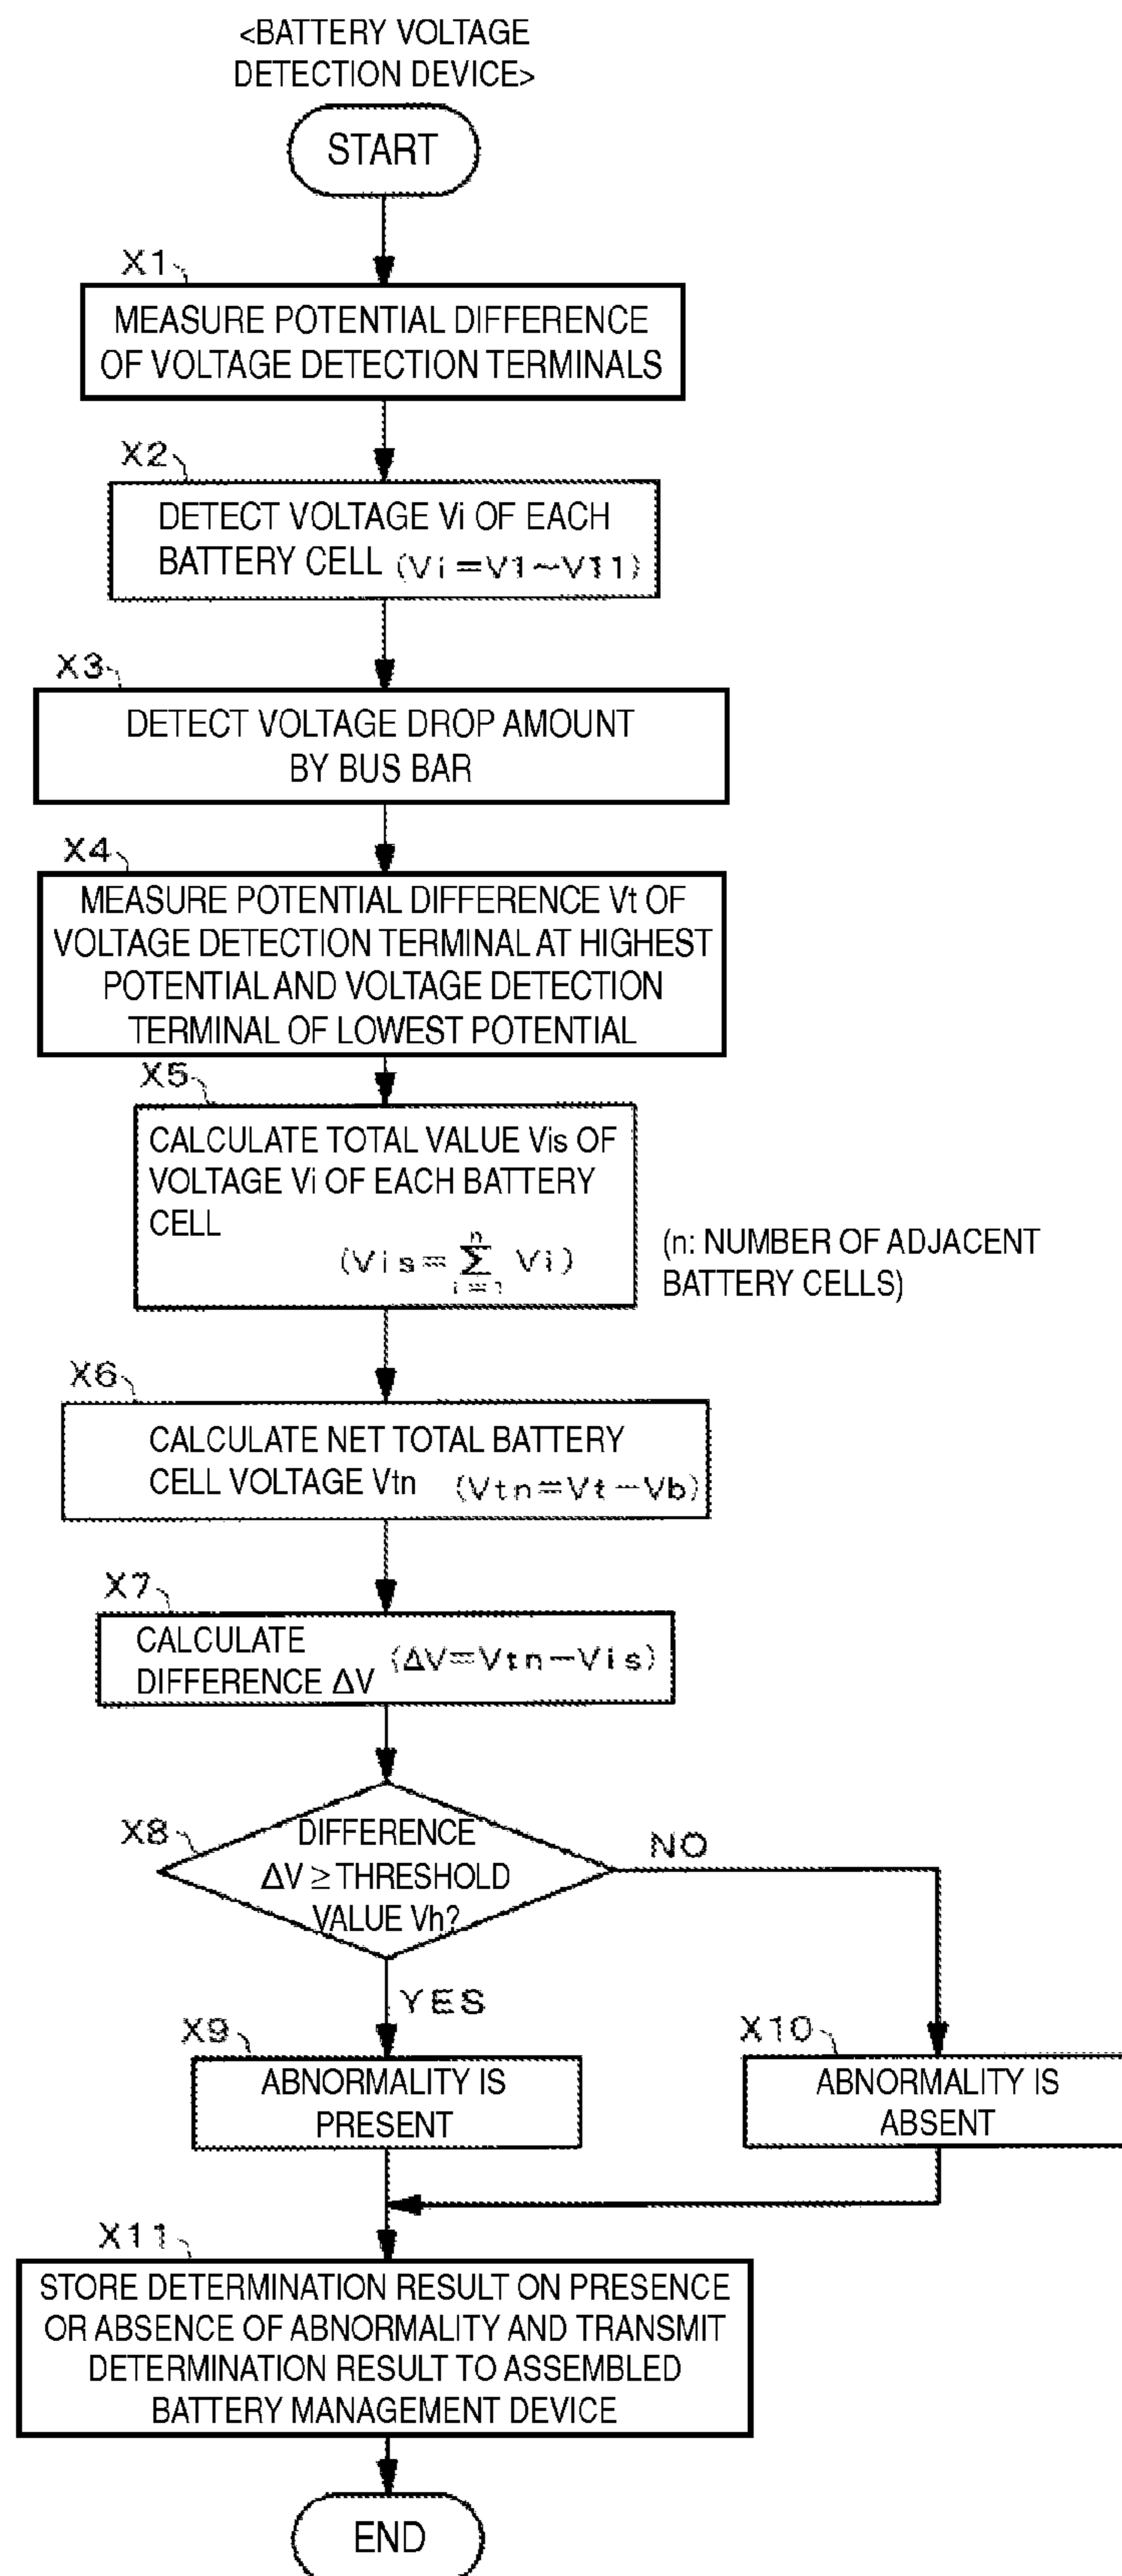 <BATTERY VOLTAGE
DETECTION DEVICE>
START
X1
MEASURE POTENTIAL DIFFERENCE
OF VOLTAGE DETECTION TERMINALS
X2
DETECT VOLTAGE Vi OF EACH
BATTERY CELL (Vi=V1~V11)
X3
DETECT VOLTAGE DROP AMOUNT
BY BUS BAR
X4
MEASURE POTENTIAL DIFFERENCE Vt OF
VOLTAGE DETECTION TERMINAL AT HIGHEST
POTENTIAL AND VOLTAGE DETECTION
TERMINAL OF LOWEST POTENTIAL
X5
CALCULATE TOTAL VALUE Vis OF
VOLTAGE Vi OF EACH BATTERY
CELL
(Vis=∑_{i=1}^{n} Vi)
(n: NUMBER OF ADJACENT
BATTERY CELLS)
X6
CALCULATE NET TOTAL BATTERY
CELL VOLTAGE Vtn (Vtn=Vt−Vb)
X7
CALCULATE
DIFFERENCE ΔV (ΔV=Vtn−Vis)
X8
DIFFERENCE
ΔV ≥ THRESHOLD
VALUE Vh?
NO
YES
X9
ABNORMALITY IS
PRESENT
X10
ABNORMALITY IS
ABSENT
X11
STORE DETERMINATION RESULT ON PRESENCE
OR ABSENCE OF ABNORMALITY AND TRANSMIT
DETERMINATION RESULT TO ASSEMBLED
BATTERY MANAGEMENT DEVICE
END